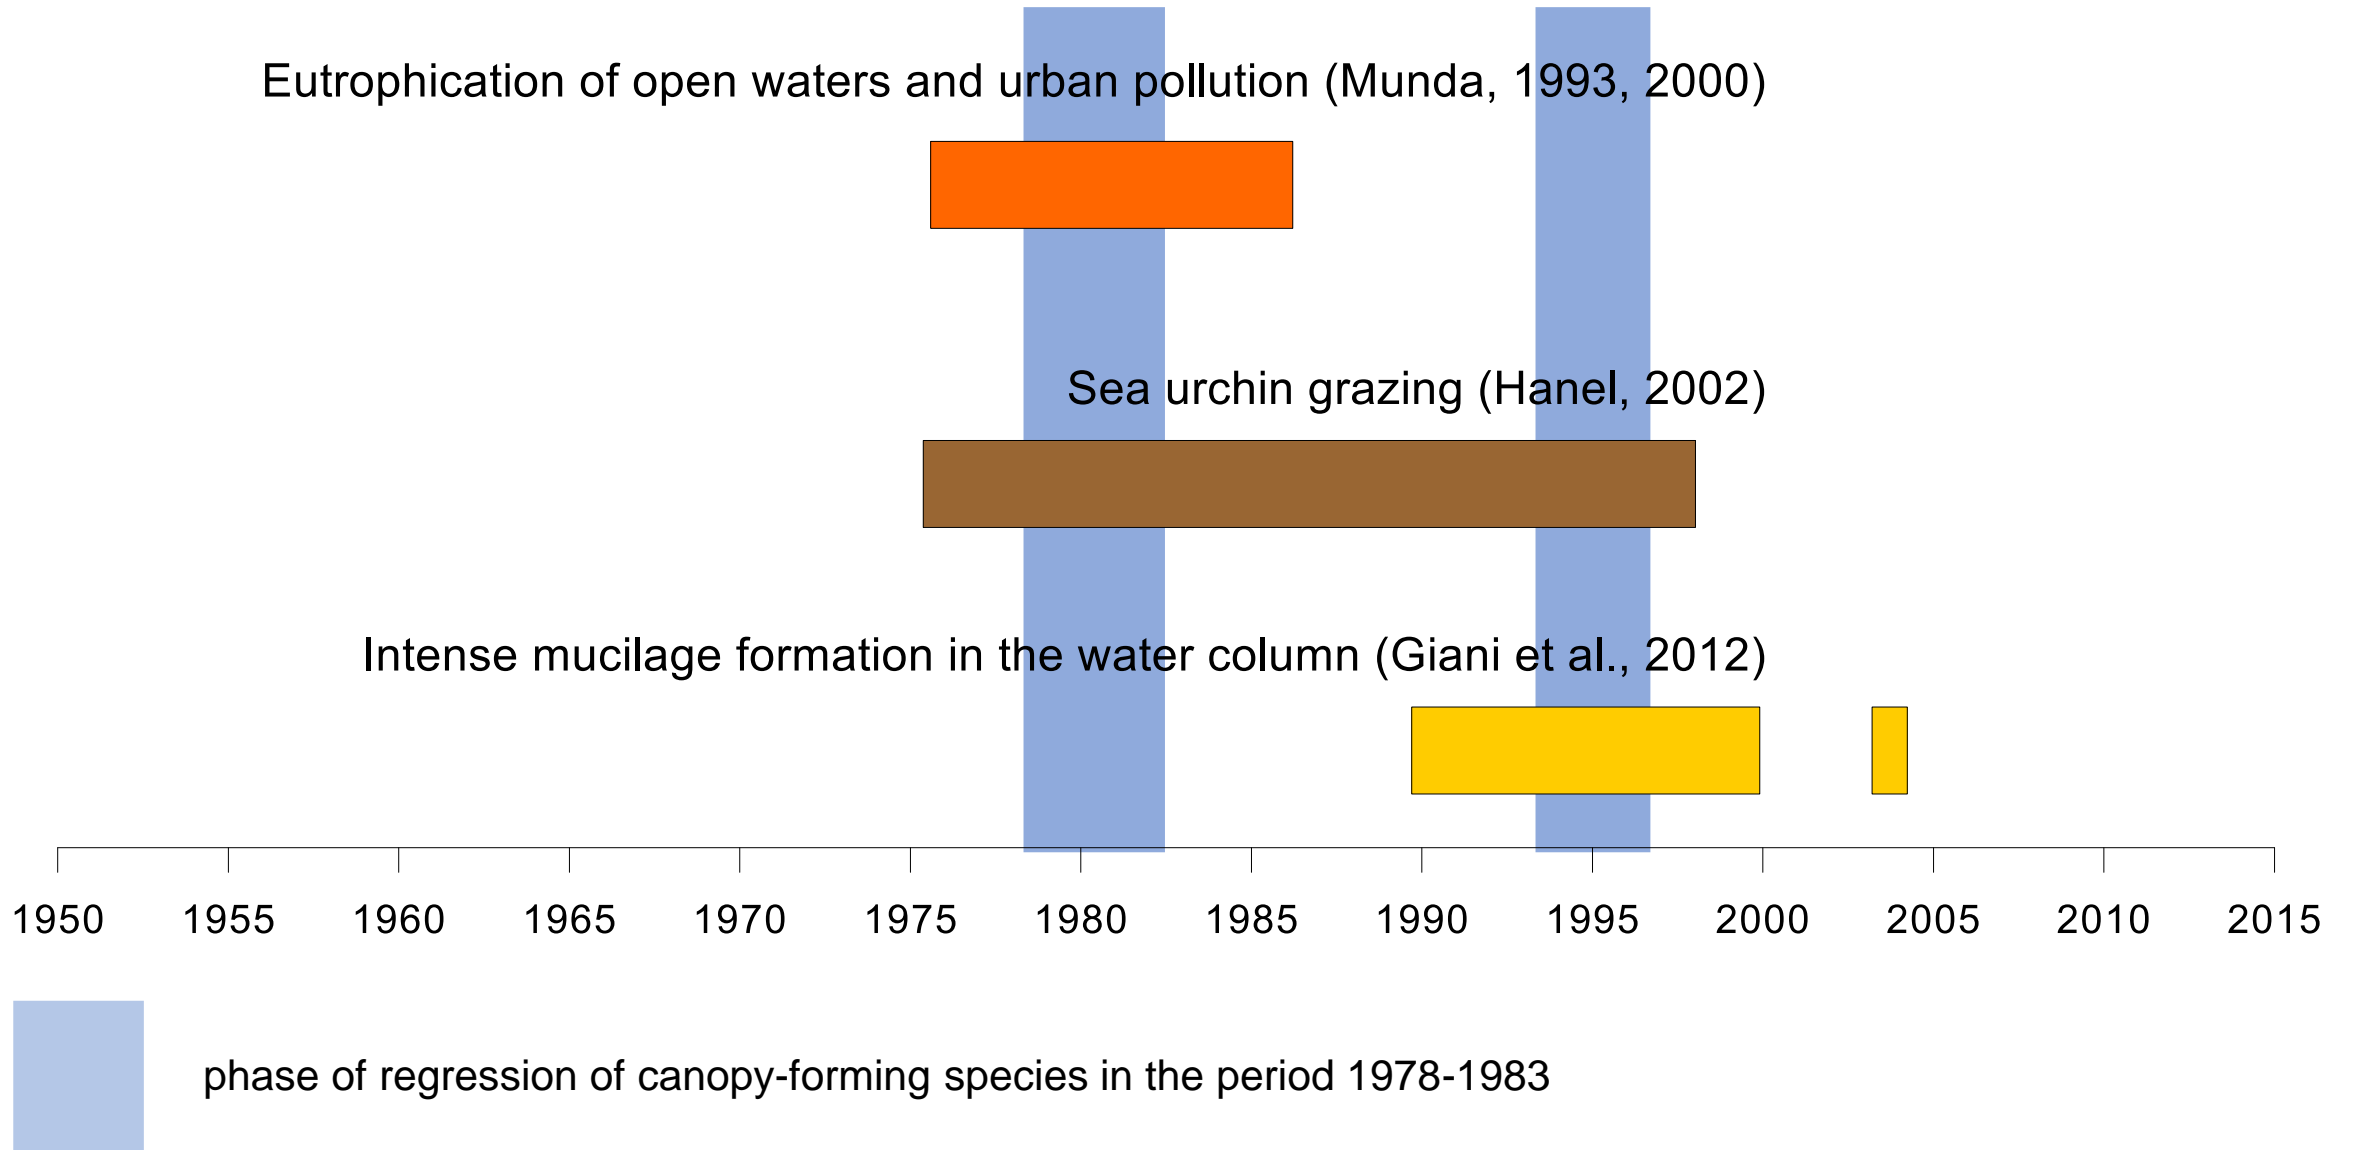 Eutrophication of open waters and urban pollution (Munda, 1993, 2000)
Sea urchin grazing (Hanel, 2002)
Intense mucilage formation in the water column (Giani et al., 2012)
1950 1955 1960 1965 1970 1975 1980 1985 1990 1995 2000 2005 2010 2015
phase of regression of canopy-forming species in the period 1978-1983